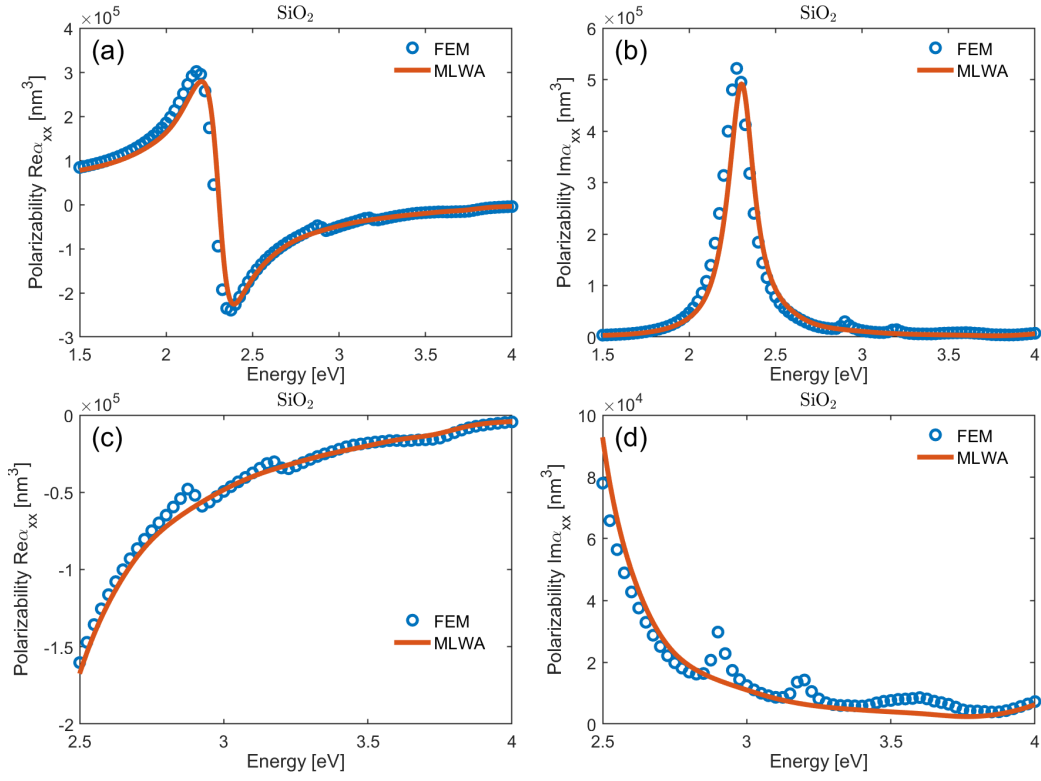 ×10⁵
SiO₂
(a)
FEM
MLWA
Polarizability Reαₓₓ [nm³]
4
3
2
1
0
-1
-2
-3
1.5
2
2.5
3
3.5
4
Energy [eV]
×10⁵
SiO₂
(b)
FEM
MLWA
Polarizability Imαₓₓ [nm³]
6
5
4
3
2
1
0
1.5
2
2.5
3
3.5
4
Energy [eV]
×10⁵
SiO₂
(c)
FEM
MLWA
Polarizability Reαₓₓ [nm³]
0
-0.5
-1
-1.5
-2
2.5
3
3.5
4
Energy [eV]
×10⁴
SiO₂
(d)
FEM
MLWA
Polarizability Imαₓₓ [nm³]
10
8
6
4
2
0
2.5
3
3.5
4
Energy [eV]